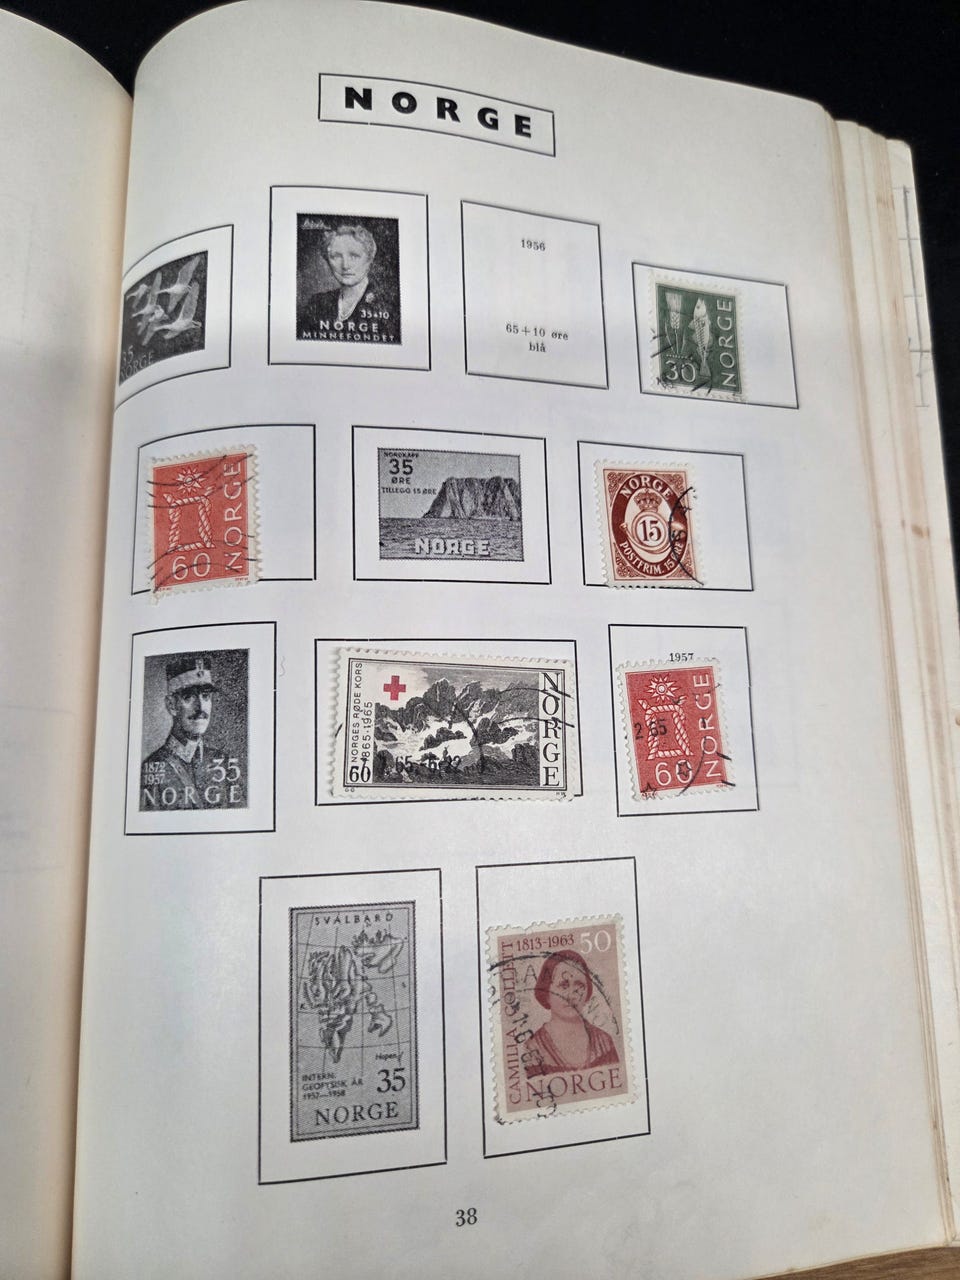 NORGE
35
NORGE
35+10
NORGE
MINNEFONDET
1956
65+10 øre
blå
30
NORGE
60
NORGE
NORDKAPP
35
ØRE
TILLEGG 15 ØRE
NORGE
NORGE
15
POSTFRIM. 15 ØRE
1872
1957
35
NORGE
NORGES RØDE KORS
1865·1965
60
NORGE
1957
60
NORGE
2 65
SVALBARD
Hopen
INTERN.
GEOFYSISK ÅR
1957—1958
35
NORGE
1813-1963
50
CAMILLA COLLETT
NORGE
38